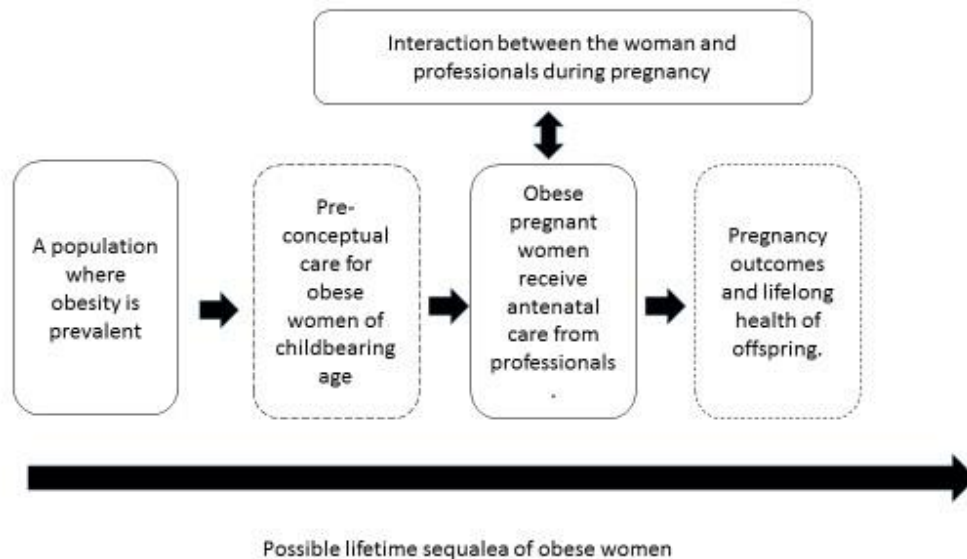 Interaction between the woman and
professionals during pregnancy
A population
where
obesity is
prevalent
Pre-
conceptual
care for
obese
women of
childbearing
age
Obese
pregnant
women
receive
antenatal
care from
professionals
.
Pregnancy
outcomes
and lifelong
health of
offspring.
Possible lifetime sequalea of obese women